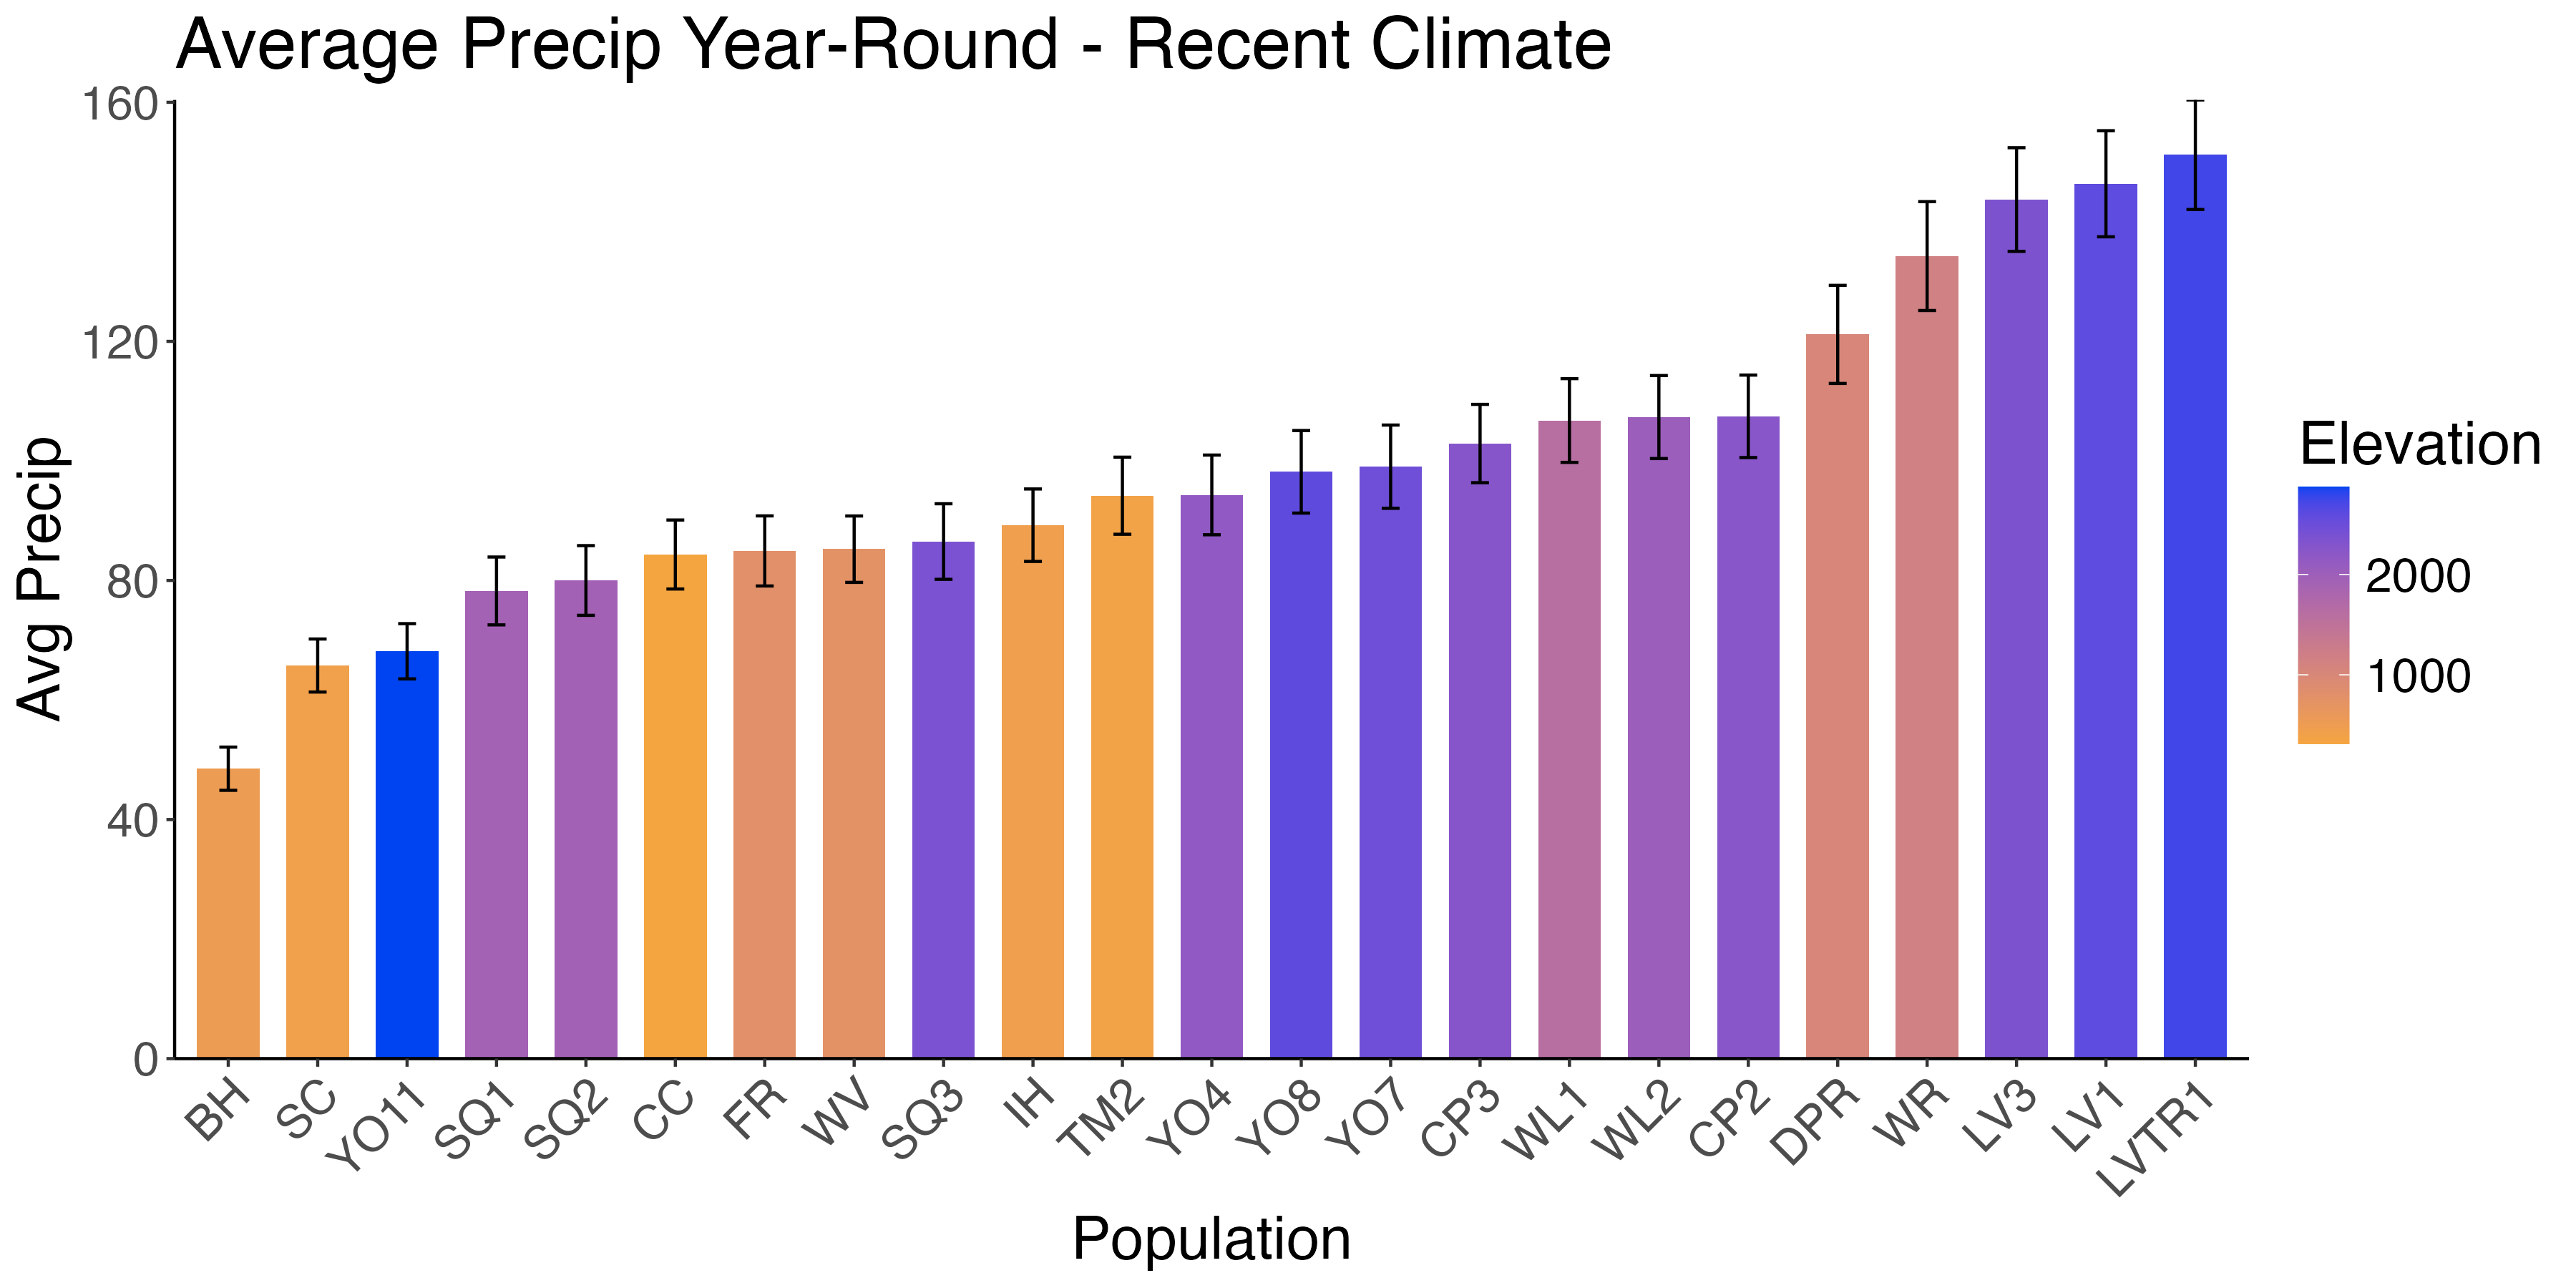 Average Precip Year-Round - Recent Climate
160
120
80
40
0
Avg Precip
BH
SC
YO11
SQ1
SQ2
CC
FR
WV
SQ3
IH
TM2
YO4
YO8
YO7
CP3
WL1
WL2
CP2
DPR
WR
LV3
LV1
LVTR1
Population
Elevation
2000
1000